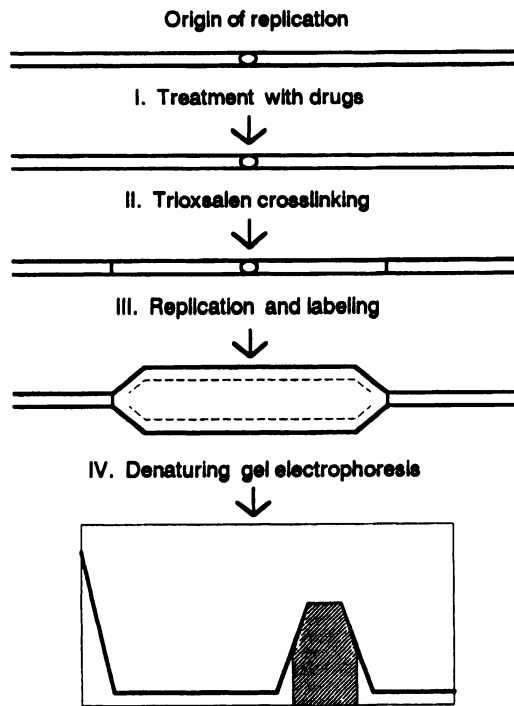 Origin of replication
I. Treatment with drugs
II. Trioxsalen crosslinking
III. Replication and labeling
IV. Denaturing gel electrophoresis